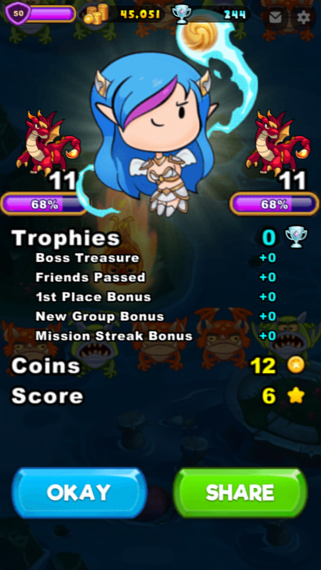 50 45,051 244
11 11
68% 68%
Trophies 0
Boss Treasure +0
Friends Passed +0
1st Place Bonus +0
New Group Bonus +0
Mission Streak Bonus +0
Coins 12
Score 6
OKAY SHARE